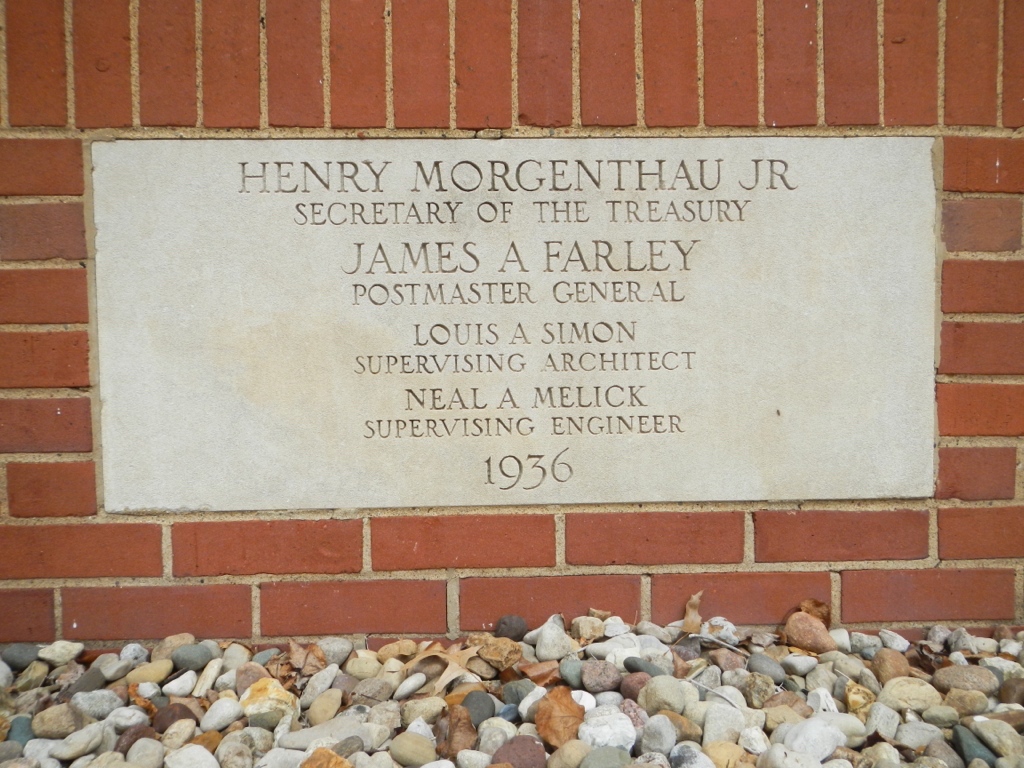 HENRY MORGENTHAU JR
SECRETARY OF THE TREASURY
JAMES A FARLEY
POSTMASTER GENERAL
LOUIS A SIMON
SUPERVISING ARCHITECT
NEAL A MELICK
SUPERVISING ENGINEER
1936